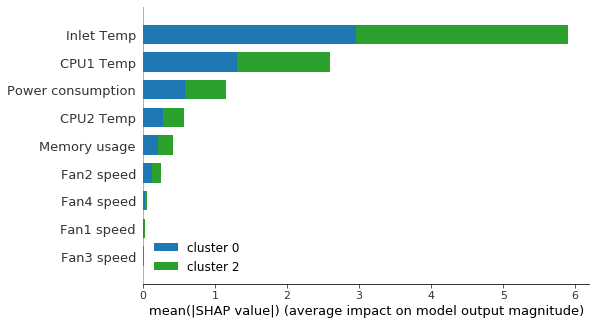 Inlet Temp
CPU1 Temp
Power consumption
CPU2 Temp
Memory usage
Fan2 speed
Fan4 speed
Fan1 speed
Fan3 speed
cluster 0
cluster 2
0 1 2 3 4 5 6
mean(|SHAP value|) (average impact on model output magnitude)